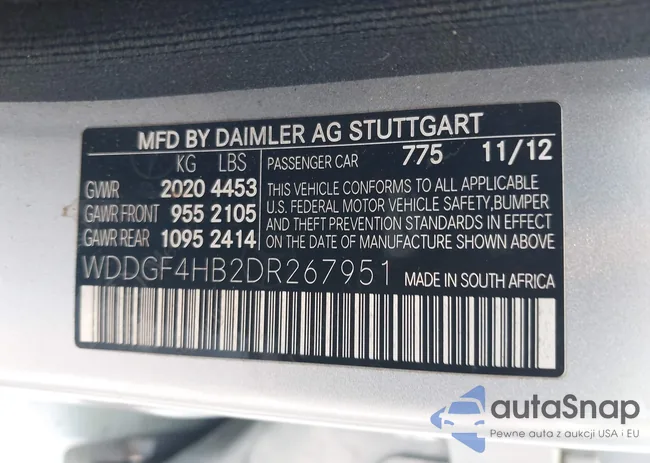 MFD BY DAIMLER AG STUTTGART
KG LBS PASSENGER CAR 775 11/12
GVWR 2020 4453 THIS VEHICLE CONFORMS TO ALL APPLICABLE
GAWR FRONT 955 2105 U.S. FEDERAL MOTOR VEHICLE SAFETY,BUMPER
GAWR REAR 1095 2414 AND THEFT PREVENTION STANDARDS IN EFFECT
ON THE DATE OF MANUFACTURE SHOWN ABOVE.
WDDGF4HB2DR267951 MADE IN SOUTH AFRICA
autaSnap
Pewne auta z aukcji USA i EU